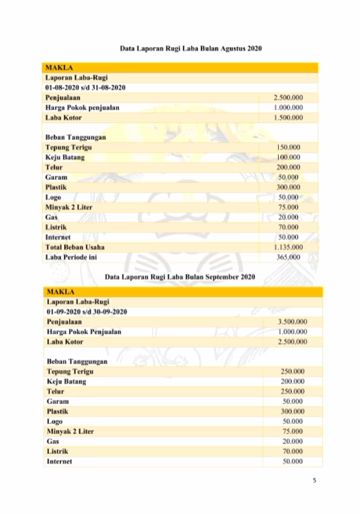 Data Laporan Rugi Laba Bulan Agustus 2020
MAKLA
Laporan Laba-Rugi
01-08-2020 s/d 31-08-2020
Penjualaan 2.500.000
Harga Pokok penjualan 1.000.000
Laba Kotor 1.500.000
Beban Tanggungan
Tepung Terigu 150.000
Keju Batang 100.000
Telur 200.000
Garam 50.000
Plastik 300.000
Logo 50.000
Minyak 2 Liter 75.000
Gas 20.000
Listrik 70.000
Internet 50.000
Total Beban Usaha 1.135.000
Laba Periode ini 365.000
Data Laporan Rugi Laba Bulan September 2020
MAKLA
Laporan Laba-Rugi
01-09-2020 s/d 30-09-2020
Penjualaan 3.500.000
Harga Pokok Penjualan 1.000.000
Laba Kotor 2.500.000
Beban Tanggungan
Tepung Terigu 250.000
Keju Batang 200.000
Telur 250.000
Garam 50.000
Plastik 300.000
Logo 50.000
Minyak 2 Liter 75.000
Gas 20.000
Listrik 70.000
Internet 50.000
5